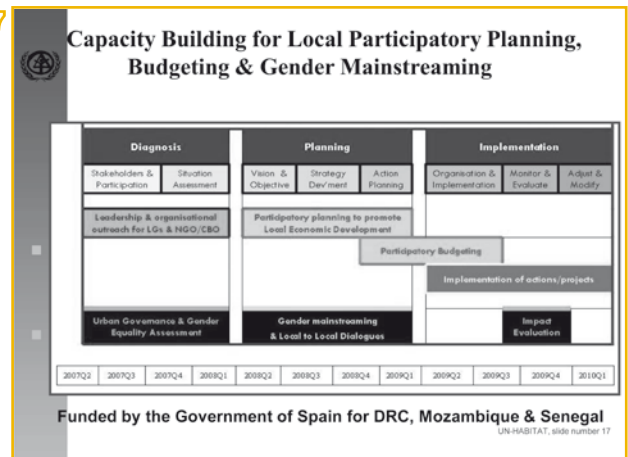 7
Capacity Building for Local Participatory Planning,
Budgeting & Gender Mainstreaming
Diagnosis
Planning
Implementation
Stakeholders &
Participation
Situation
Assessment
Vision &
Objective
Strategy
Dev'ment
Action
Planning
Organisation &
Implementation
Monitor &
Evaluate
Adjust &
Modify
Leadership & organisational
outreach for LGs & NGO/CBO
Participatory planning to promote
Local Economic Development
Participatory Budgeting
Implementation of actions/projects
Urban Governance & Gender
Equality Assessment
Gender mainstreaming
& Local to Local Dialogues
Impact
Evaluation
2007Q2 2007Q3 2007Q4 2008Q1 2008Q2 2008Q3 2008Q4 2009Q1 2009Q2 2009Q3 2009Q4 2010Q1
Funded by the Government of Spain for DRC, Mozambique & Senegal
UN-HABITAT, slide number 17